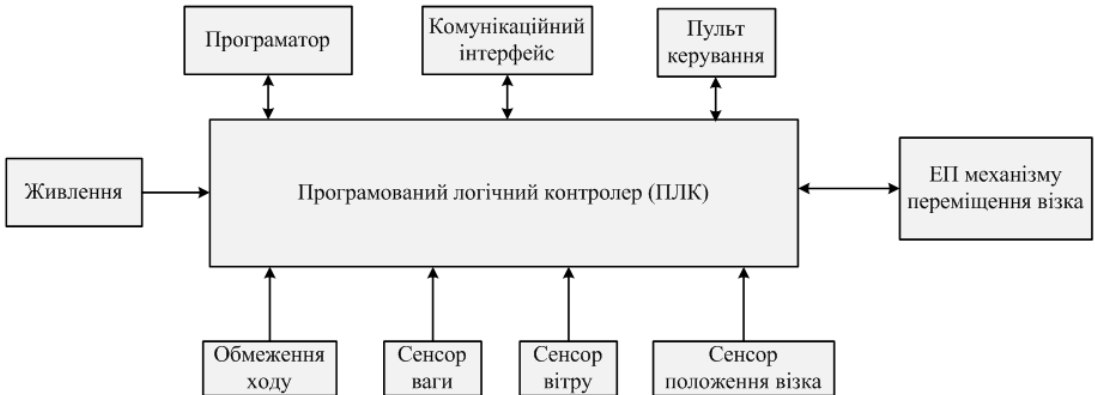 Програматор
Комунікаційний
інтерфейс
Пульт
керування
Живлення
Програмований логічний контролер (ПЛК)
ЕП механізму
переміщення візка
Обмеження
ходу
Сенсор
ваги
Сенсор
вітру
Сенсор
положення візка